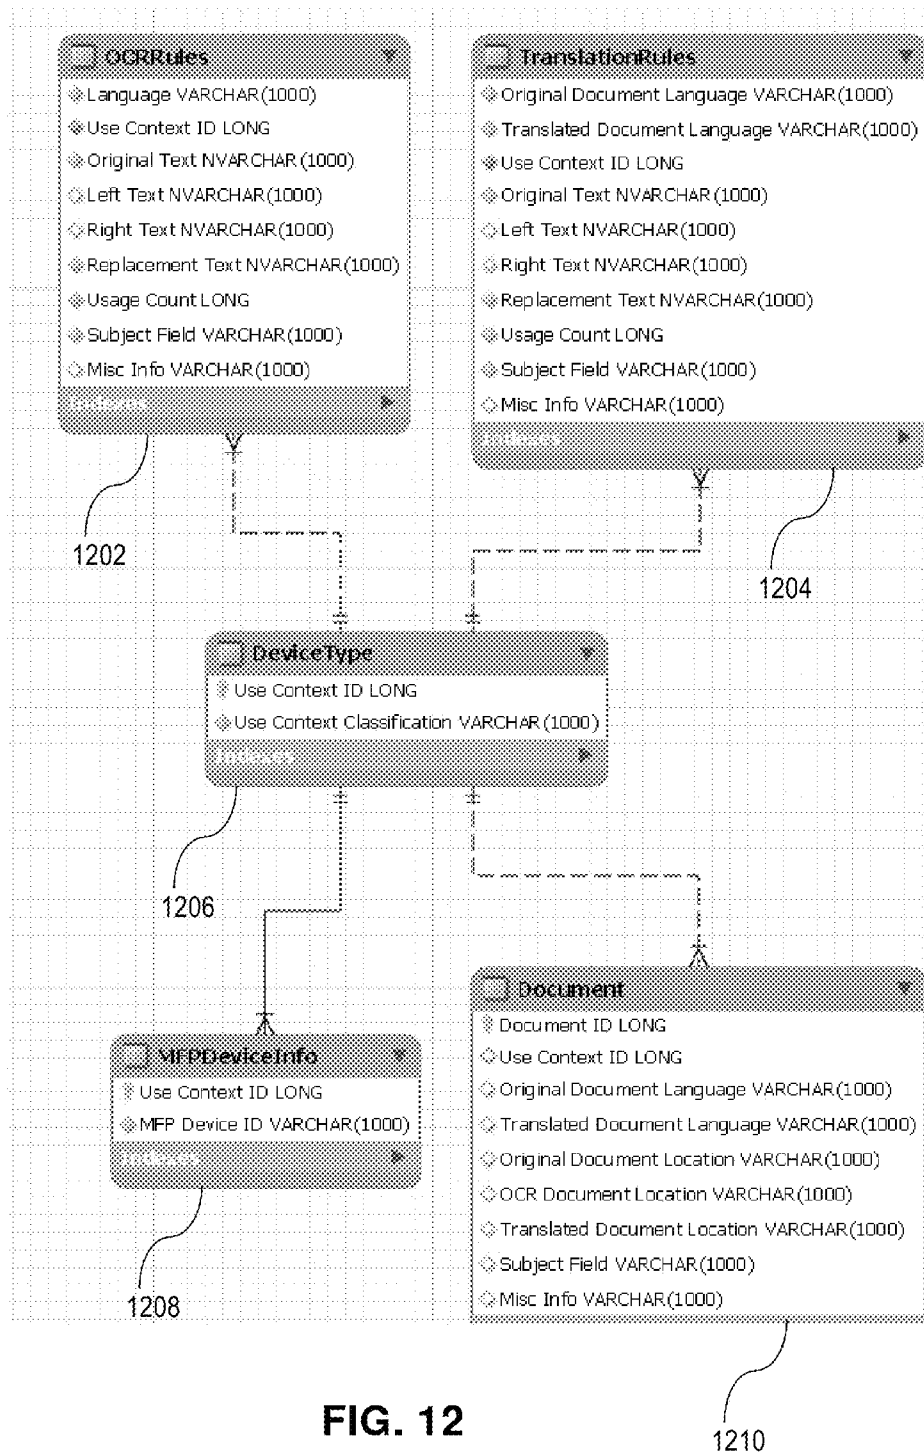 OCRRules
Language VARCHAR(1000)
Use Context ID LONG
Original Text NVARCHAR(1000)
Left Text NVARCHAR(1000)
Right Text NVARCHAR(1000)
Replacement Text NVARCHAR(1000)
Usage Count LONG
Subject Field VARCHAR(1000)
Misc Info VARCHAR(1000)
Indexes
1202
TranslationRules
Original Document Language VARCHAR(1000)
Translated Document Language VARCHAR(1000)
Use Context ID LONG
Original Text NVARCHAR(1000)
Left Text NVARCHAR(1000)
Right Text NVARCHAR(1000)
Replacement Text NVARCHAR(1000)
Usage Count LONG
Subject Field VARCHAR(1000)
Misc Info VARCHAR(1000)
Indexes
1204
DeviceType
Use Context ID LONG
Use Context Classification VARCHAR(1000)
Indexes
1206
MFPDeviceInfo
Use Context ID LONG
MFP Device ID VARCHAR(1000)
Indexes
1208
Document
Document ID LONG
Use Context ID LONG
Original Document Language VARCHAR(1000)
Translated Document Language VARCHAR(1000)
Original Document Location VARCHAR(1000)
OCR Document Location VARCHAR(1000)
Translated Document Location VARCHAR(1000)
Subject Field VARCHAR(1000)
Misc Info VARCHAR(1000)
1210
FIG. 12